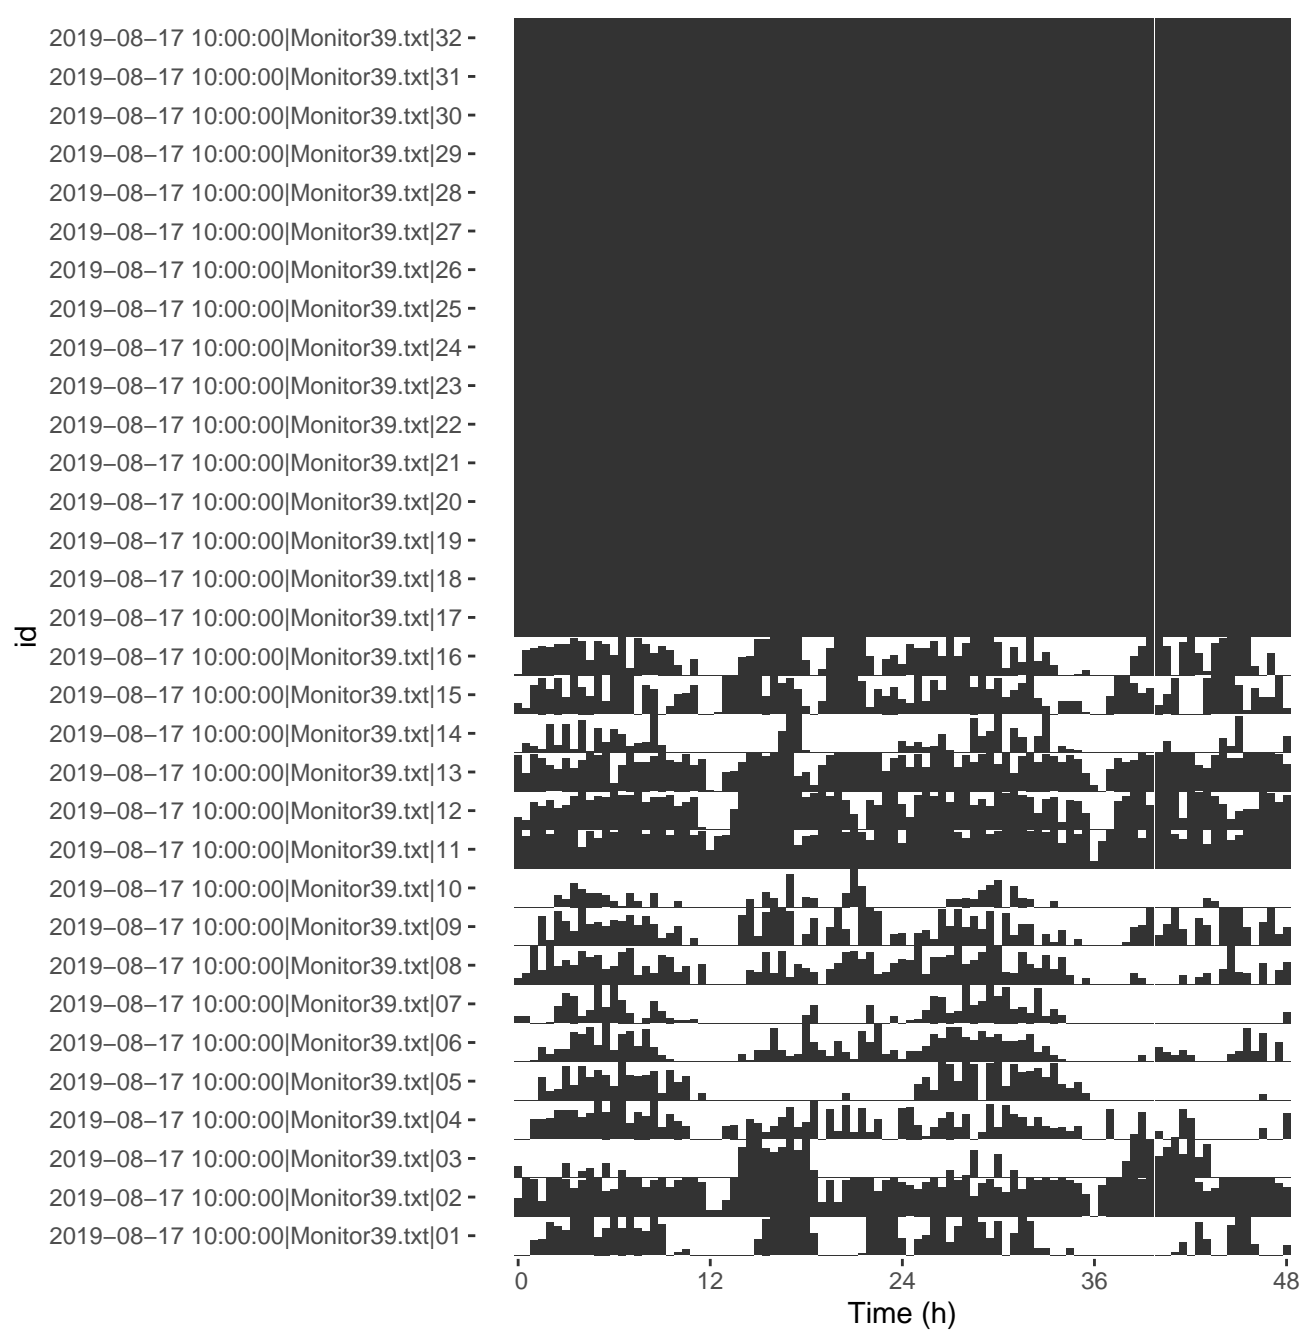 2019−08−17 10:00:00|Monitor39.txt|32
2019−08−17 10:00:00|Monitor39.txt|31
2019−08−17 10:00:00|Monitor39.txt|30
2019−08−17 10:00:00|Monitor39.txt|29
2019−08−17 10:00:00|Monitor39.txt|28
2019−08−17 10:00:00|Monitor39.txt|27
2019−08−17 10:00:00|Monitor39.txt|26
2019−08−17 10:00:00|Monitor39.txt|25
2019−08−17 10:00:00|Monitor39.txt|24
2019−08−17 10:00:00|Monitor39.txt|23
2019−08−17 10:00:00|Monitor39.txt|22
2019−08−17 10:00:00|Monitor39.txt|21
2019−08−17 10:00:00|Monitor39.txt|20
2019−08−17 10:00:00|Monitor39.txt|19
2019−08−17 10:00:00|Monitor39.txt|18
2019−08−17 10:00:00|Monitor39.txt|17
id
2019−08−17 10:00:00|Monitor39.txt|16
2019−08−17 10:00:00|Monitor39.txt|15
2019−08−17 10:00:00|Monitor39.txt|14
2019−08−17 10:00:00|Monitor39.txt|13
2019−08−17 10:00:00|Monitor39.txt|12
2019−08−17 10:00:00|Monitor39.txt|11
2019−08−17 10:00:00|Monitor39.txt|10
2019−08−17 10:00:00|Monitor39.txt|09
2019−08−17 10:00:00|Monitor39.txt|08
2019−08−17 10:00:00|Monitor39.txt|07
2019−08−17 10:00:00|Monitor39.txt|06
2019−08−17 10:00:00|Monitor39.txt|05
2019−08−17 10:00:00|Monitor39.txt|04
2019−08−17 10:00:00|Monitor39.txt|03
2019−08−17 10:00:00|Monitor39.txt|02
2019−08−17 10:00:00|Monitor39.txt|01
0 12 24 36 48
Time (h)